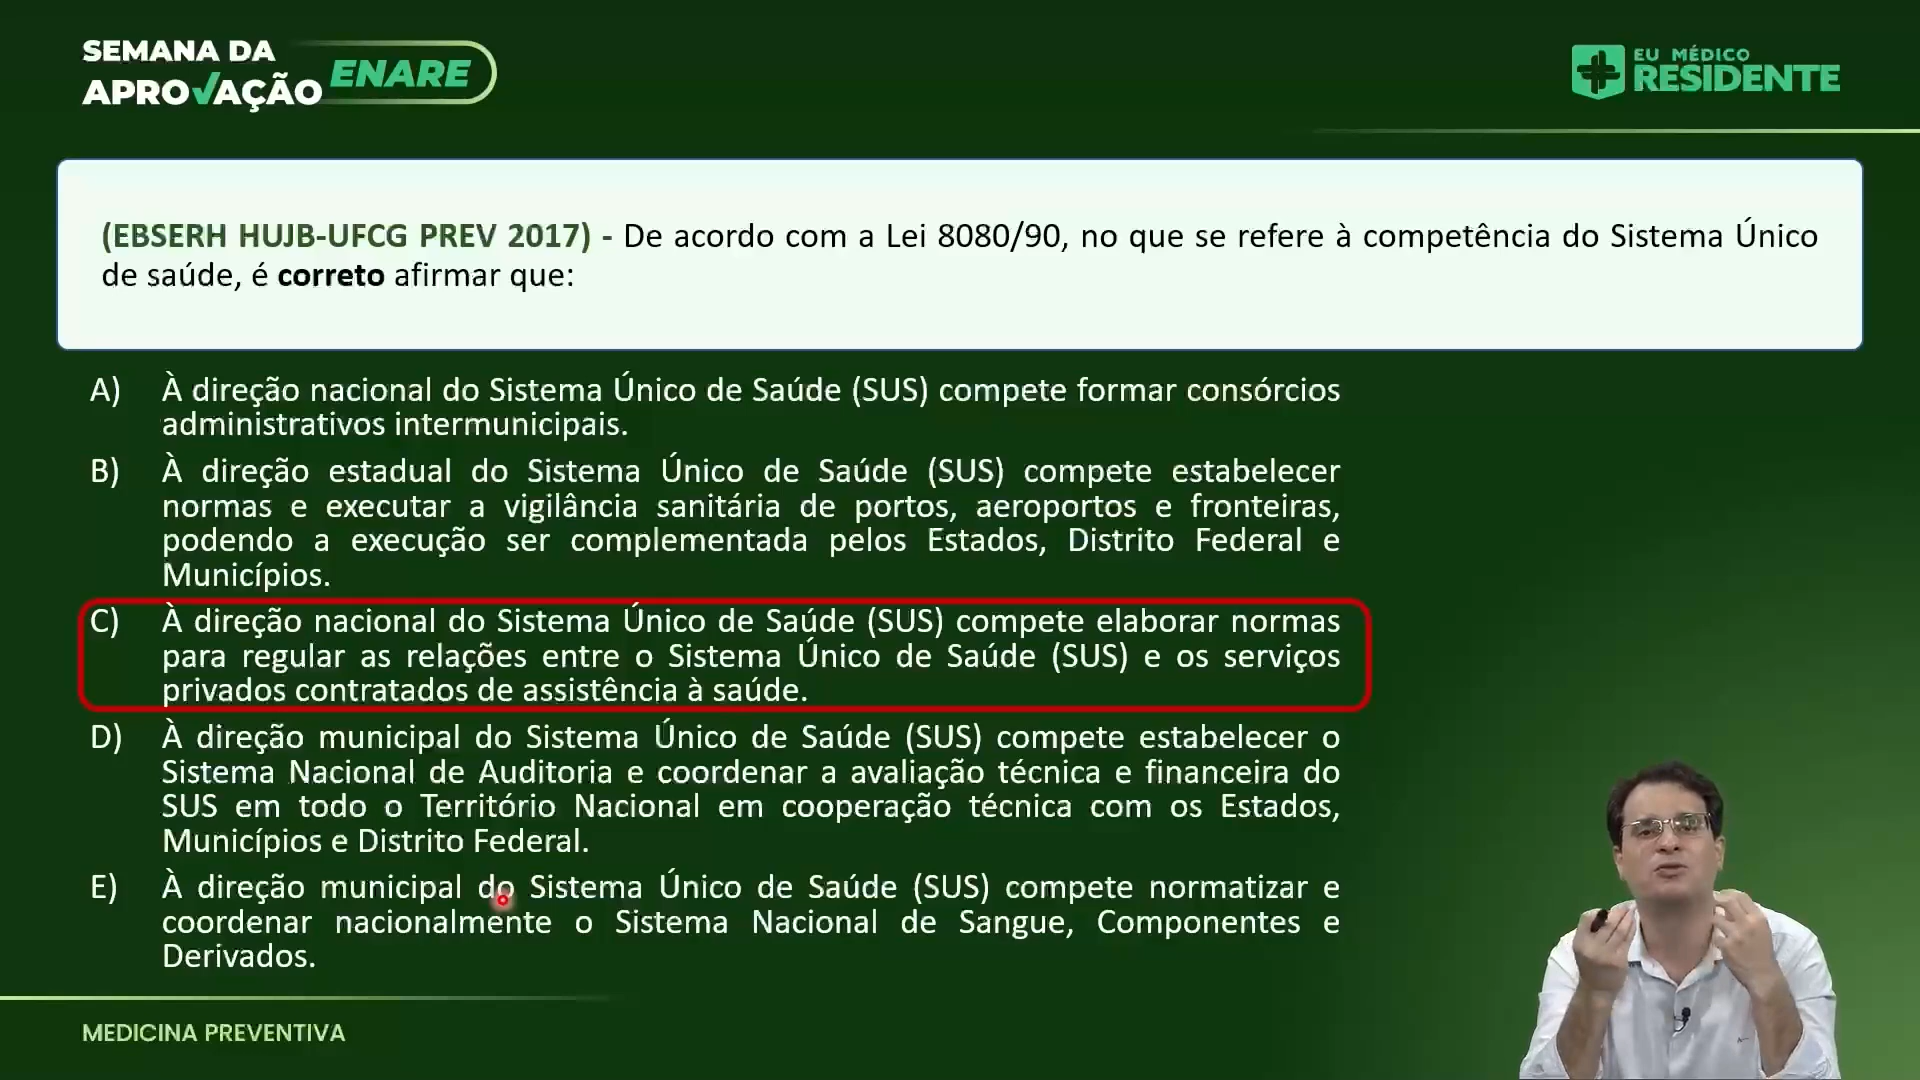 SEMANA DA
APROVAÇÃO ENARE
EU MÉDICO
RESIDENTE
(EBSERH HUJB-UFCG PREV 2017) - De acordo com a Lei 8080/90, no que se refere à competência do Sistema Único
de saúde, é correto afirmar que:
A) À direção nacional do Sistema Único de Saúde (SUS) compete formar consórcios
administrativos intermunicipais.
B) À direção estadual do Sistema Único de Saúde (SUS) compete estabelecer
normas e executar a vigilância sanitária de portos, aeroportos e fronteiras,
podendo a execução ser complementada pelos Estados, Distrito Federal e
Municípios.
C) À direção nacional do Sistema Único de Saúde (SUS) compete elaborar normas
para regular as relações entre o Sistema Único de Saúde (SUS) e os serviços
privados contratados de assistência à saúde.
D) À direção municipal do Sistema Único de Saúde (SUS) compete estabelecer o
Sistema Nacional de Auditoria e coordenar a avaliação técnica e financeira do
SUS em todo o Território Nacional em cooperação técnica com os Estados,
Municípios e Distrito Federal.
E) À direção municipal do Sistema Único de Saúde (SUS) compete normatizar e
coordenar nacionalmente o Sistema Nacional de Sangue, Componentes e
Derivados.
MEDICINA PREVENTIVA